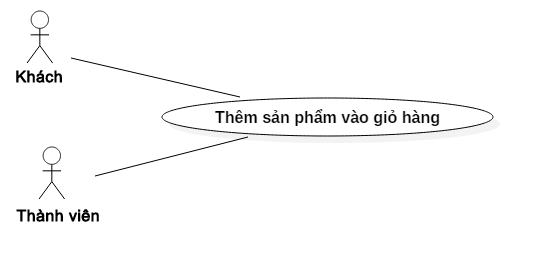 Khách
Thêm sản phẩm vào giỏ hàng
Thành viên